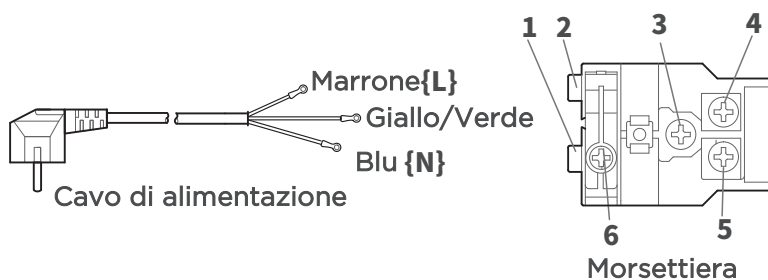 1 2 3 4
Marrone{L}
Giallo/Verde
Blu {N}
Cavo di alimentazione
6 5
Morsettiera